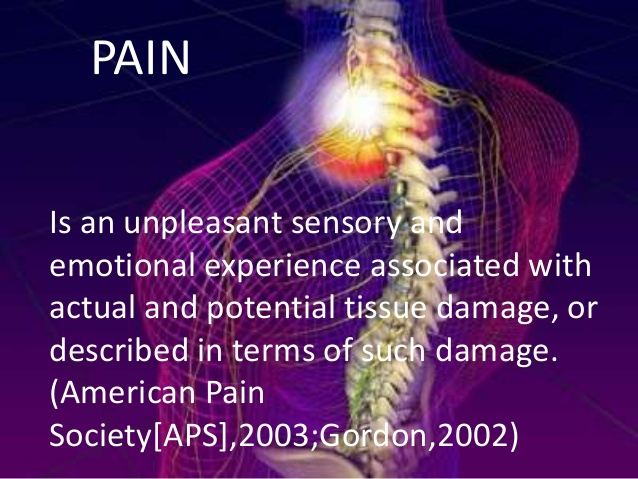 PAIN
Is an unpleasant sensory and
emotional experience associated with
actual and potential tissue damage, or
described in terms of such damage.
(American Pain
Society[APS],2003;Gordon,2002)